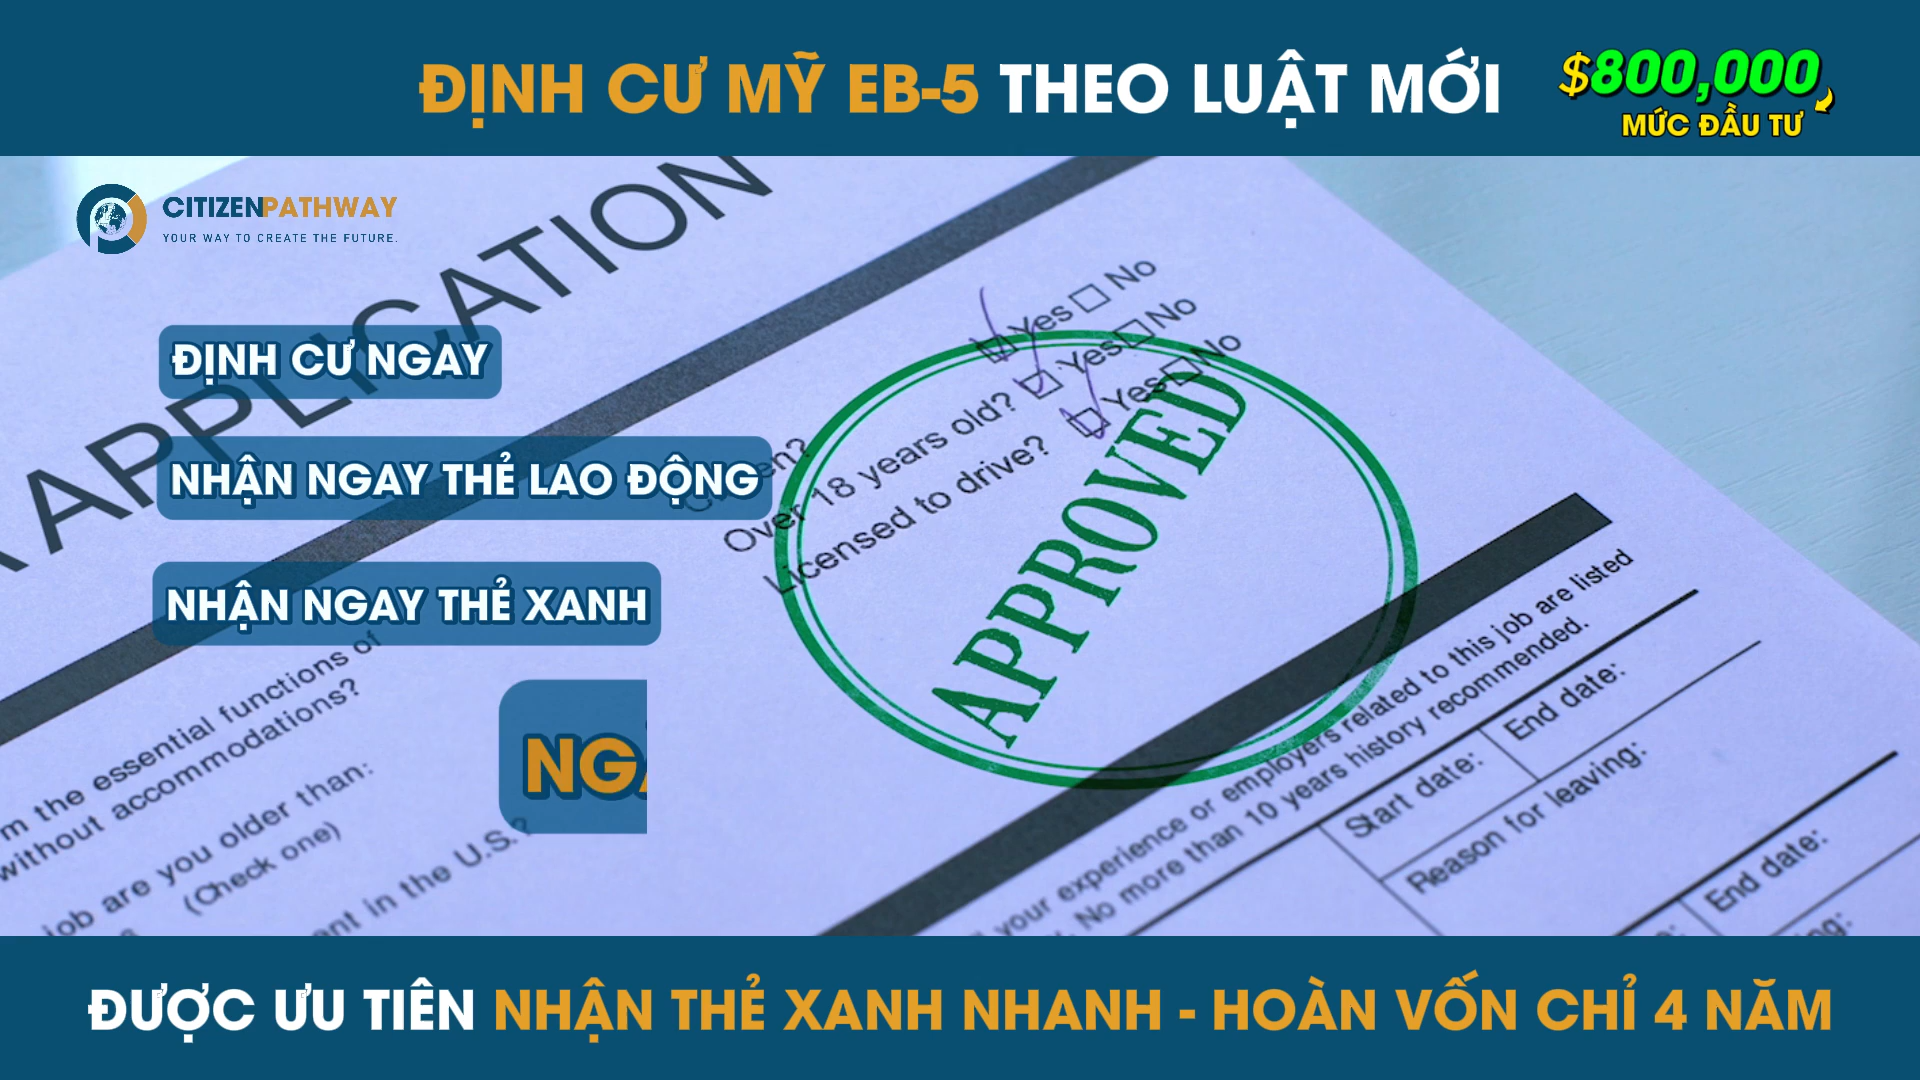 ĐỊNH CƯ MỸ EB-5 THEO LUẬT MỚI
$800,000
MỨC ĐẦU TƯ
CITIZENPATHWAY
YOUR WAY TO CREATE THE FUTURE.
APPLICATION
ĐỊNH CƯ NGAY
NHẬN NGAY THẺ LAO ĐỘNG
NHẬN NGAY THẺ XANH
Yes No
Over 18 years old? Yes No
Licensed to drive? Yes No
APPROVED
m the essential functions of
without accommodations?
job are you older than:
(Check one)
in the U.S.?
your experience or employers related to this job are listed
No more than 10 years history recommended.
Start date:
End date:
Reason for leaving:
End date:
ĐƯỢC ƯU TIÊN NHẬN THẺ XANH NHANH - HOÀN VỐN CHỈ 4 NĂM